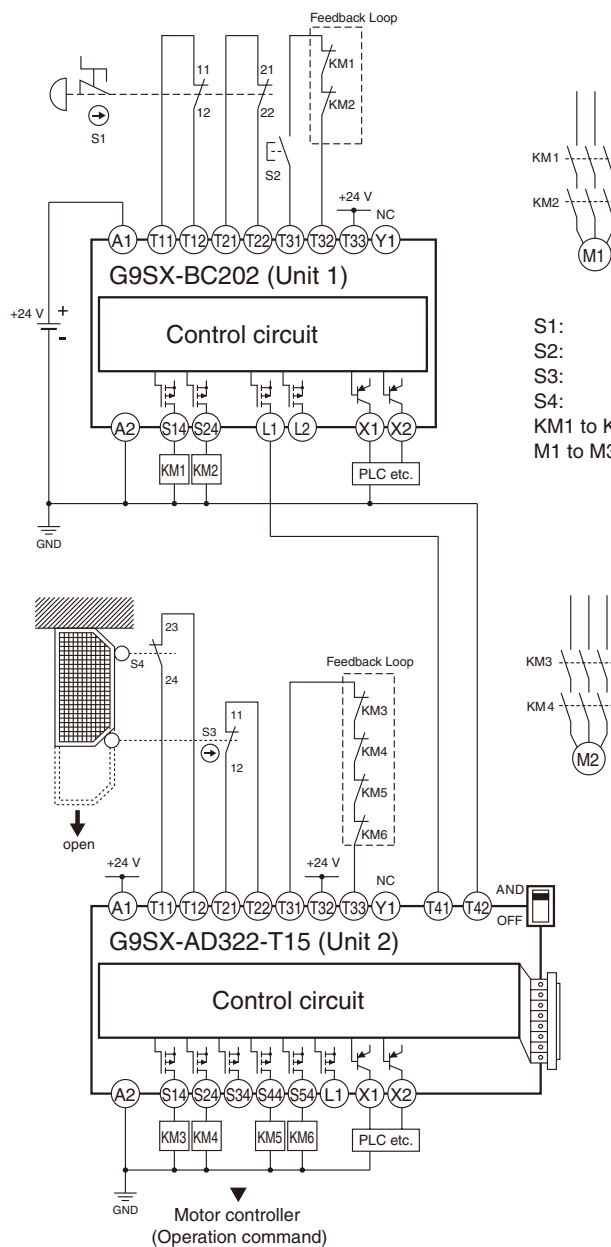 Feedback Loop
KM1
11
21
12
22
KM2
S1
S2
+24 V
NC
A1
T11
T12
T21
T22
T31
T32
T33
Y1
G9SX-BC202 (Unit 1)
+24 V
+
-
Control circuit
A2
S14
S24
L1
L2
X1
X2
KM1
KM2
PLC etc.
GND
KM1
KM2
M1
S1:
S2:
S3:
S4:
KM1 to K
M1 to M3
23
S4
24
Feedback Loop
11
S3
12
KM3
KM4
KM5
KM6
open
KM3
KM4
M2
+24 V
+24 V
NC
A1
T11
T12
T21
T22
T31
T32
T33
Y1
T41
T42
AND
OFF
G9SX-AD322-T15 (Unit 2)
Control circuit
A2
S14
S24
S34
S44
S54
L1
X1
X2
KM3
KM4
KM5
KM6
PLC etc.
GND
Motor controller
(Operation command)